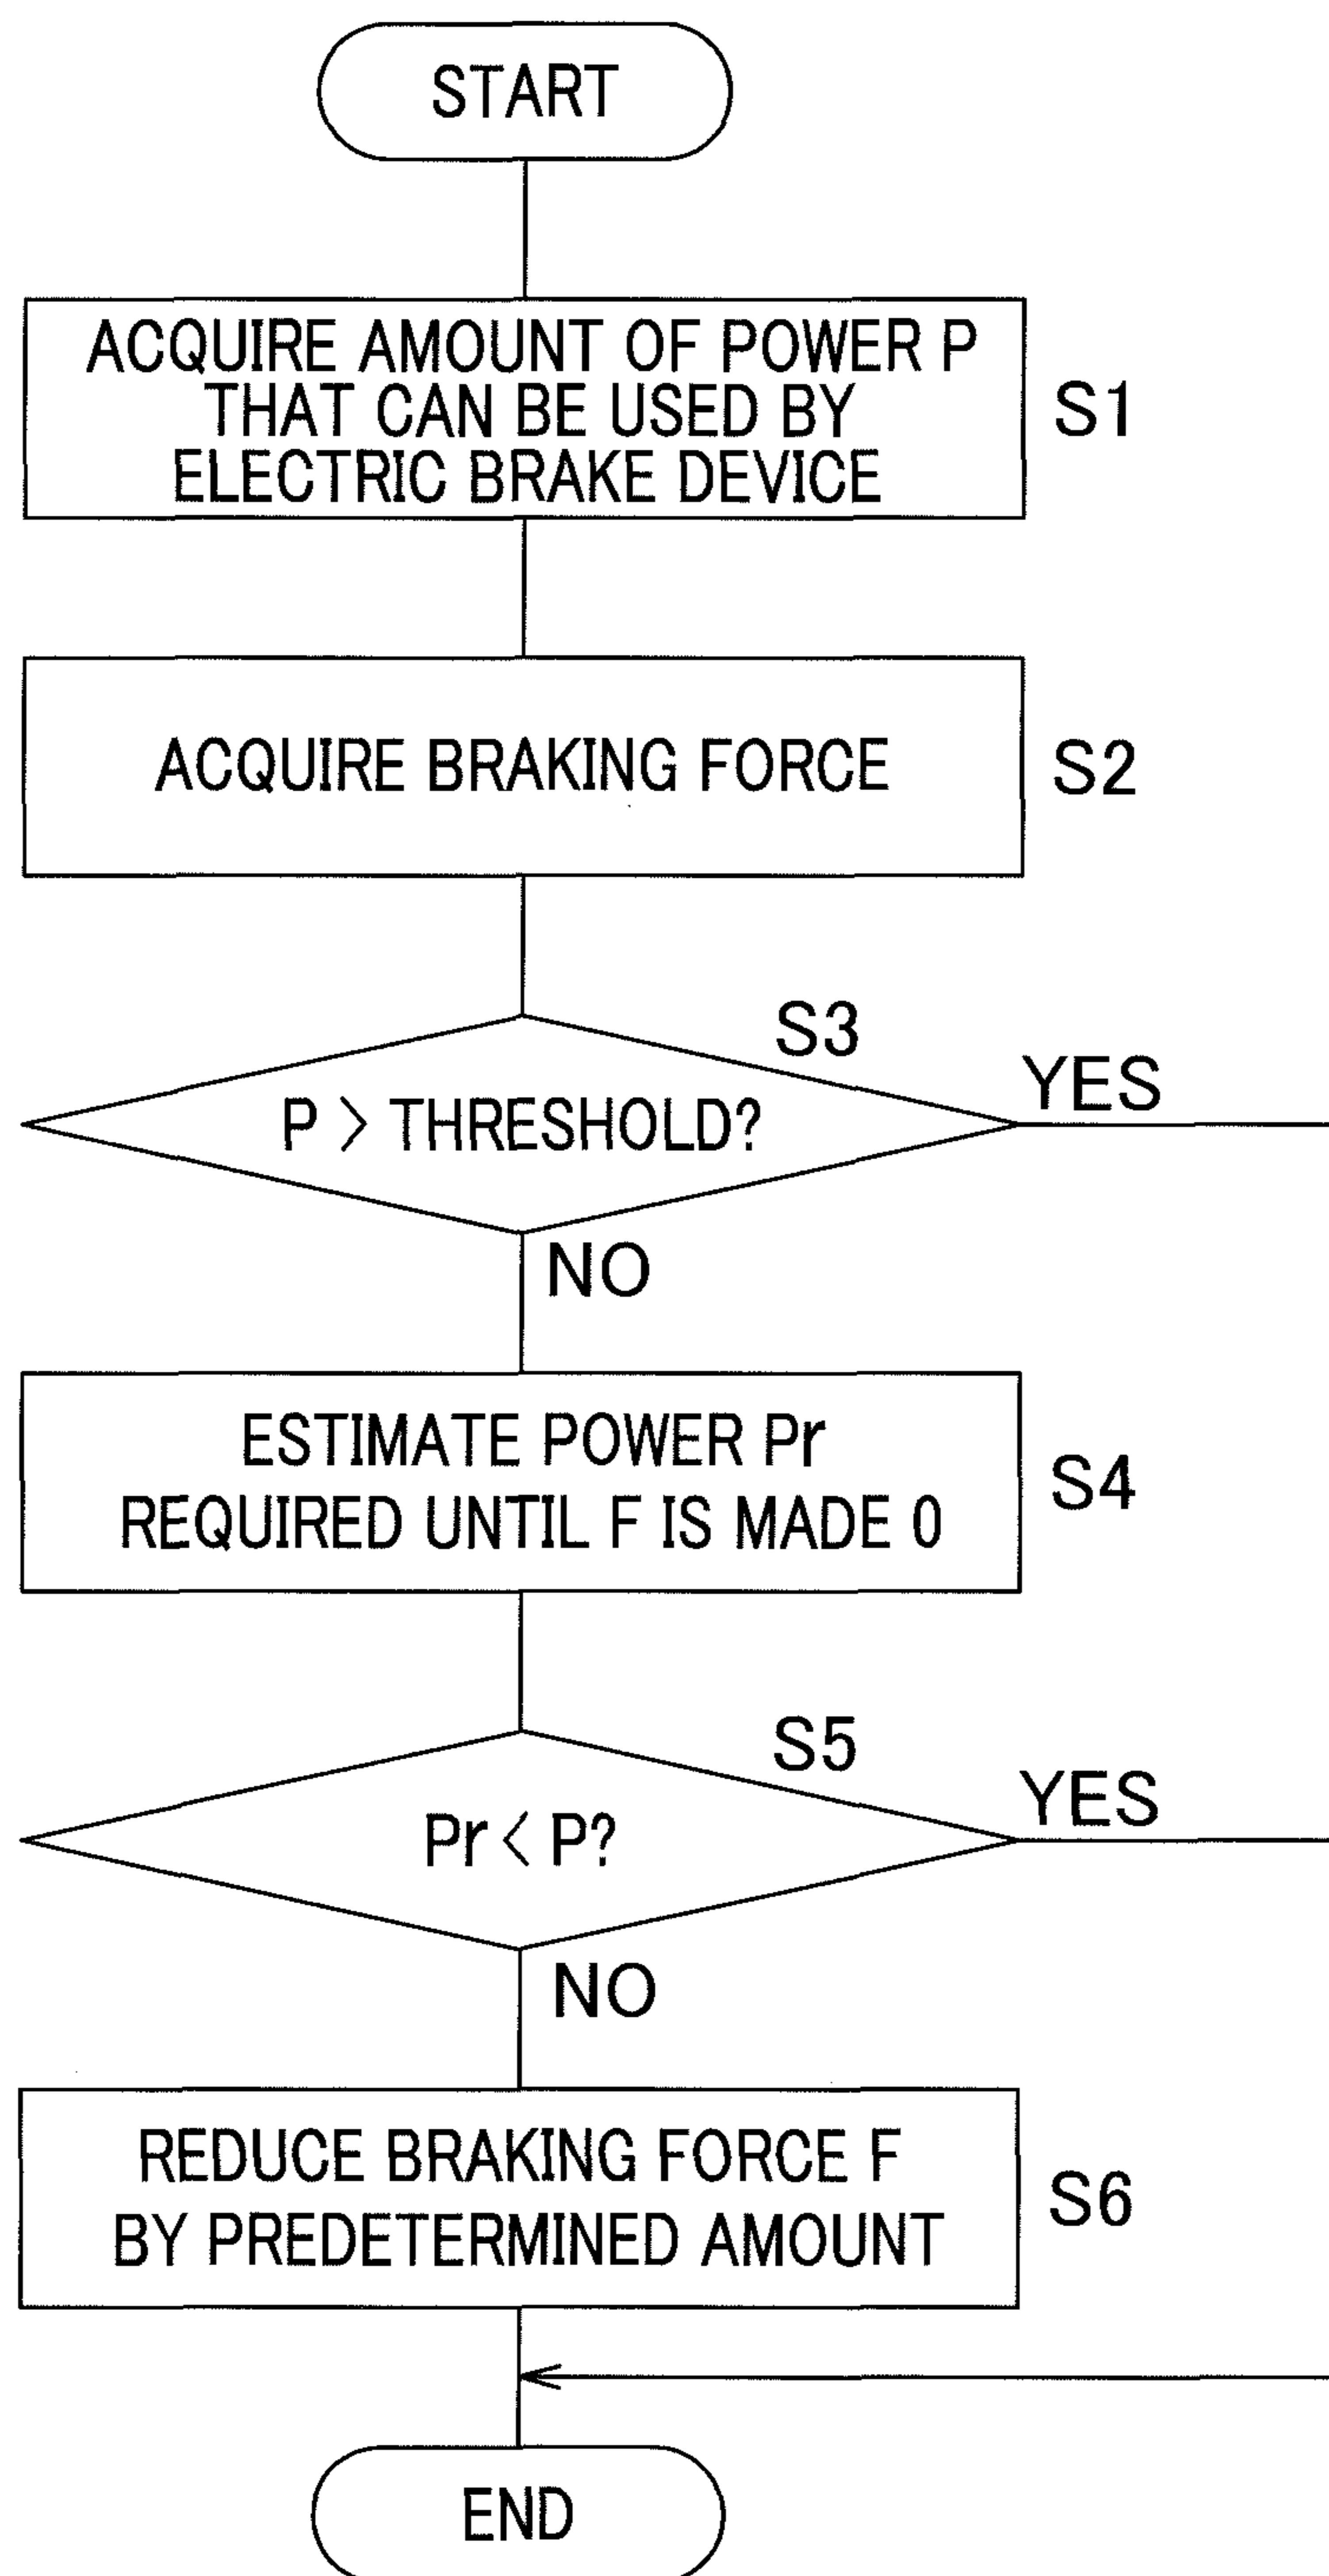 START
ACQUIRE AMOUNT OF POWER P
THAT CAN BE USED BY
ELECTRIC BRAKE DEVICE
S1
ACQUIRE BRAKING FORCE
S2
S3
P > THRESHOLD?
YES
NO
ESTIMATE POWER Pr
REQUIRED UNTIL F IS MADE 0
S4
S5
Pr < P?
YES
NO
REDUCE BRAKING FORCE F
BY PREDETERMINED AMOUNT
S6
END